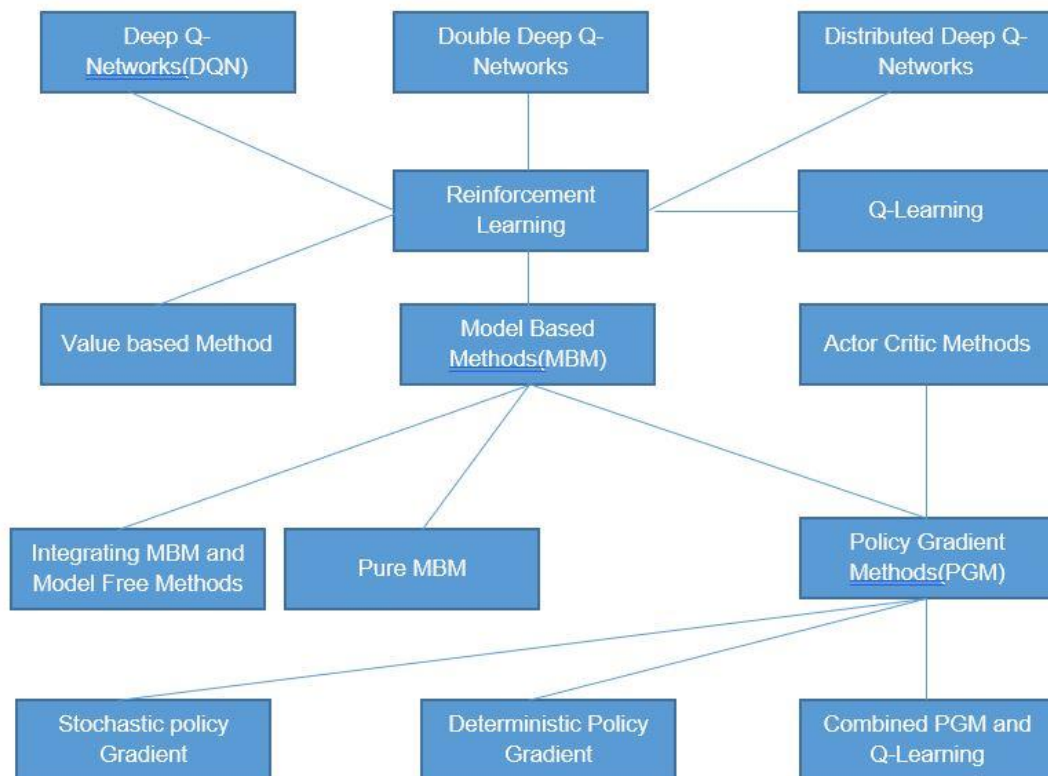 Deep Q-
Networks(DQN)
Double Deep Q-
Networks
Distributed Deep Q-
Networks
Reinforcement
Learning
Q-Learning
Value based Method
Model Based
Methods(MBM)
Actor Critic Methods
Integrating MBM and
Model Free Methods
Pure MBM
Policy Gradient
Methods(PGM)
Stochastic policy
Gradient
Deterministic Policy
Gradient
Combined PGM and
Q-Learning